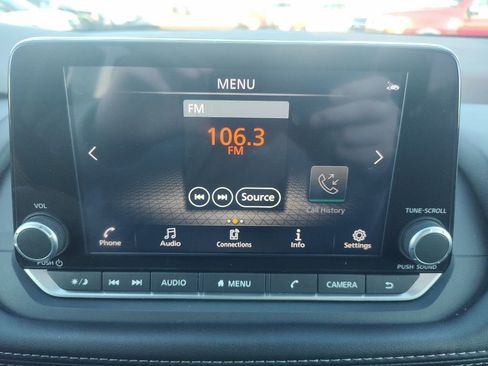 MENU
FM
106.3
FM
Source
Call History
VOL
TUNE·SCROLL
Phone
Audio
Connections
Info
Settings
PUSH
PUSH SOUND
AUDIO
MENU
CAMERA